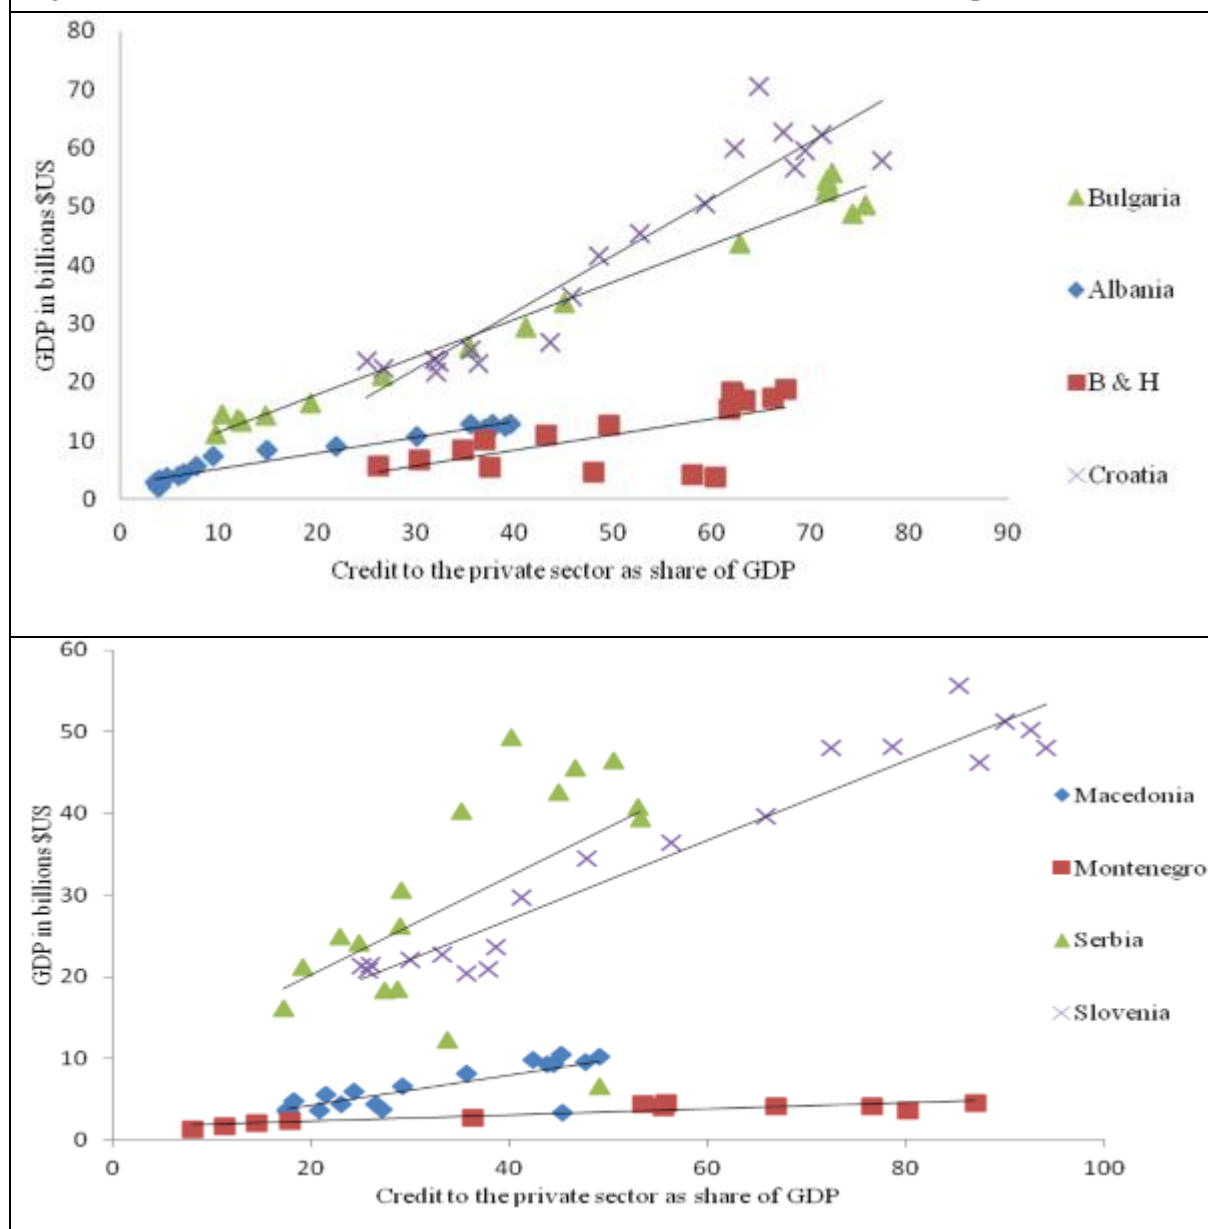 80
70
60
50
40
30
20
10
0
GDP in billions $US
0 10 20 30 40 50 60 70 80 90
Credit to the private sector as share of GDP
Bulgaria
Albania
B & H
Croatia
60
50
40
30
20
10
0
GDP in billions $US
0 20 40 60 80 100
Credit to the private sector as share of GDP
Macedonia
Montenegro
Serbia
Slovenia